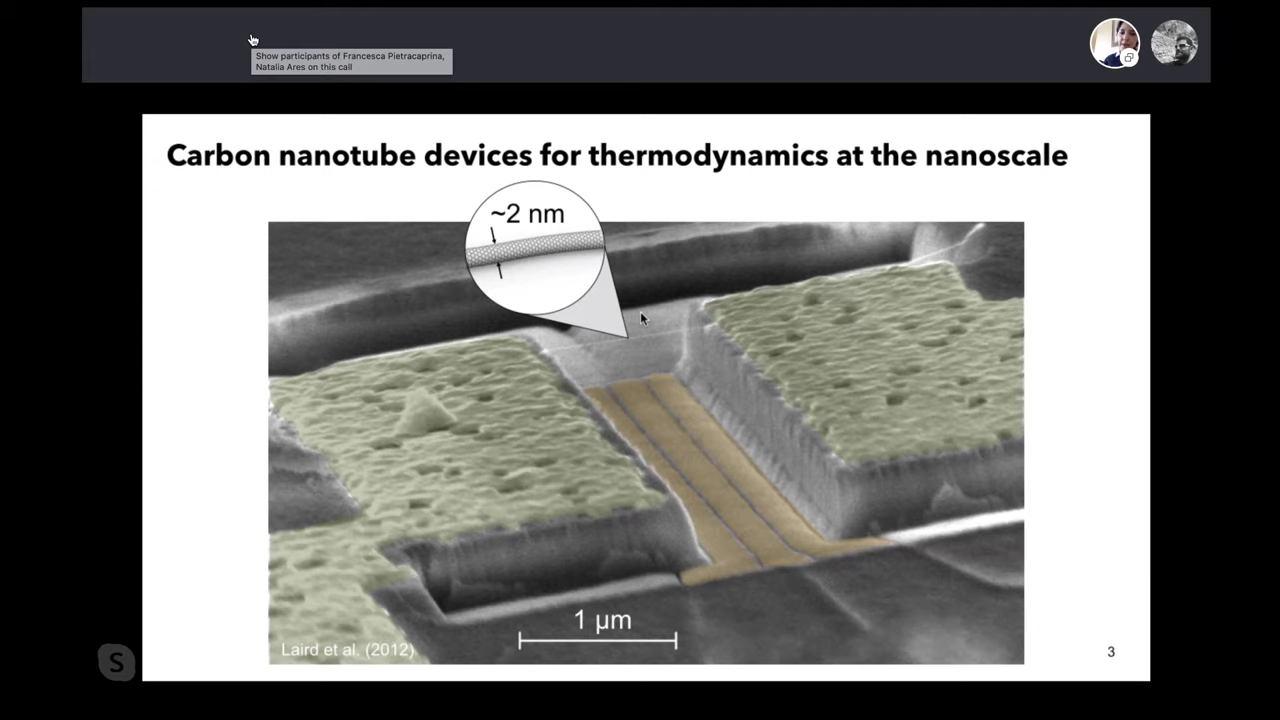 Show participants of Francesca Pietracaprina,
Natalia Ares on this call
Carbon nanotube devices for thermodynamics at the nanoscale
~2 nm
1 µm
Laird et al. (2012)
3
S